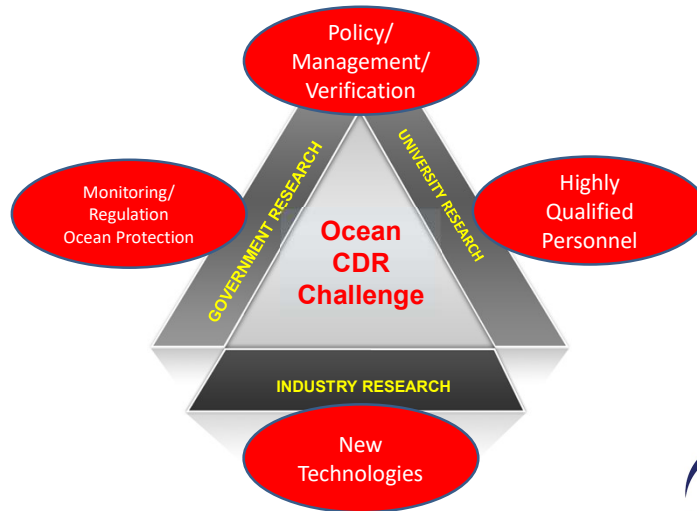 Policy/
Management/
Verification
GOVERNMENT RESEARCH
UNIVERSITY RESEARCH
Monitoring/
Regulation
Ocean Protection
Highly
Qualified
Personnel
Ocean
CDR
Challenge
INDUSTRY RESEARCH
New
Technologies